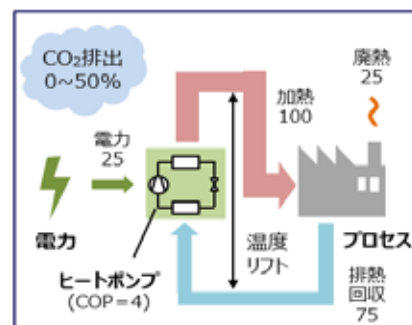 CO₂排出
0~50%
廃熱
25
電力
25
加熱
100
電力
ヒートポンプ
(COP=4)
温度
リフト
プロセス
排熱
回収
75